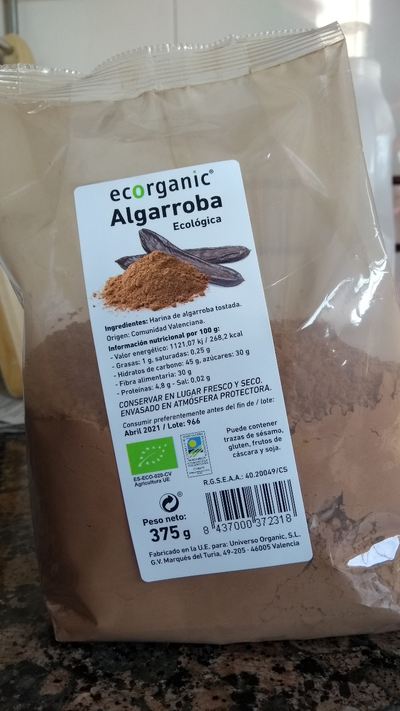 ecorganic®
Algarroba
Ecológica
Ingredientes: Harina de algarroba tostada.
Origen: Comunidad Valenciana.
Información nutricional por 100 g:
- Valor energético: 1121,07 kj / 268,2 kcal
- Grasas: 1 g, saturadas: 0,25 g
- Hidratos de carbono: 45 g, azúcares: 30 g
- Fibra alimentaria: 30 g
- Proteínas: 4,8 g - Sal: 0,02 g
CONSERVAR EN LUGAR FRESCO Y SECO.
ENVASADO EN ATMÓSFERA PROTECTORA.
Consumir preferentemente antes del fin de / lote:
Abril 2021 / Lote: 966
Puede contener
trazas de sésamo,
gluten, frutos de
cáscara y soja.
ES-ECO-020-CV
Agricultura UE
R.G.S.E.A.A.: 40.20049/CS
Peso neto:
375 g
8 437000 372318
Fabricado en la U.E. para: Universo Organic, S.L.
G.V. Marqués del Turia, 49-205 - 46005 Valencia